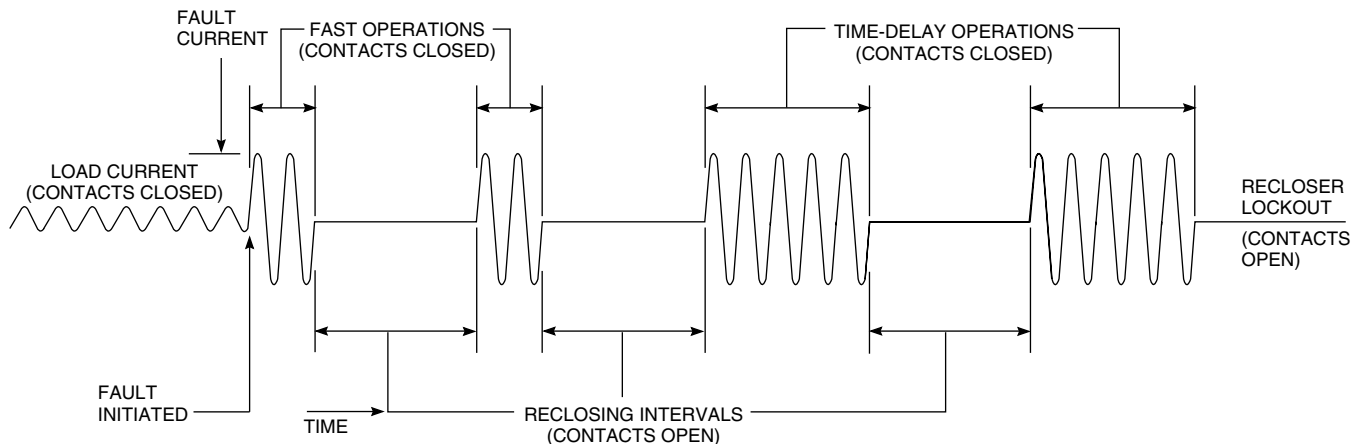 FAULT
CURRENT
FAST OPERATIONS
(CONTACTS CLOSED)
TIME-DELAY OPERATIONS
(CONTACTS CLOSED)
LOAD CURRENT
(CONTACTS CLOSED)
RECLOSER
LOCKOUT
(CONTACTS
OPEN)
FAULT
INITIATED
TIME
RECLOSING INTERVALS
(CONTACTS OPEN)